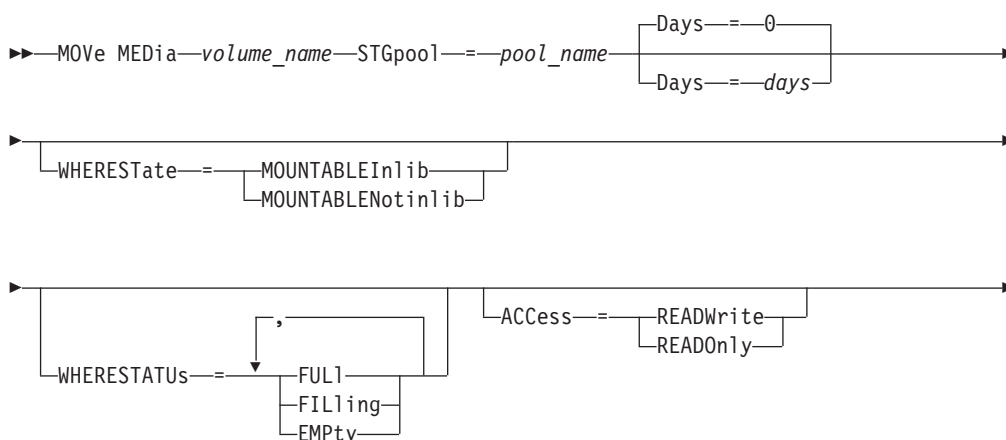 Days = 0
MOVe MEDia volume_name STGpool = pool_name
Days = days
WHERESTate = MOUNTABLEInlib
MOUNTABLENotinlib
,
ACCess = READWrite
READOnly
WHERESTATUs = FULl
FILling
EMPty